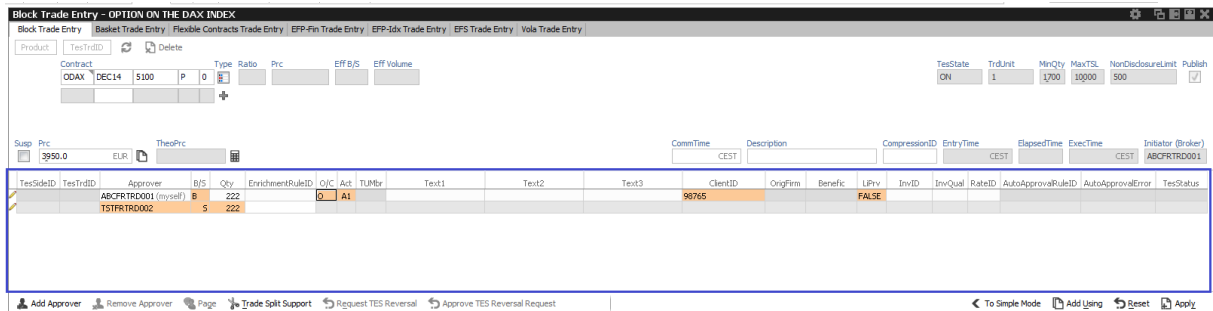 Block Trade Entry - OPTION ON THE DAX INDEX
Block Trade Entry Basket Trade Entry Flexible Contracts Trade Entry EFP-Fin Trade Entry EFP-Idx Trade Entry EFS Trade Entry Vola Trade Entry
Product TesTrdID Delete
Contract Type Ratio Prc Eff B/S Eff Volume TesState TrdUnit MinQty MaxTSL NonDisclosureLimit Publish
ODAX DEC14 5100 P 0 ON 1 1700 10000 500
Susp Prc TheoPrc CommTime Description CompressionID EntryTime ElapsedTime ExecTime Initiator (Broker)
3950.0 EUR CEST CEST CEST ABCFRTRD001
TesSideID TesTrdID Approver B/S Qty EnrichmentRuleID O/C Act TUMbr Text1 Text2 Text3 ClientID OrigFirm Benefic LiPrv InvID InvQual RateID AutoApprovalRuleID AutoApprovalError TesStatus
ABCFRTRD001 (myself) B 222 O A1 98765 FALSE
TSTFRTRD002 S 222
Add Approver Remove Approver Page Trade Split Support Request TES Reversal Approve TES Reversal Request To Simple Mode Add Using Reset Apply